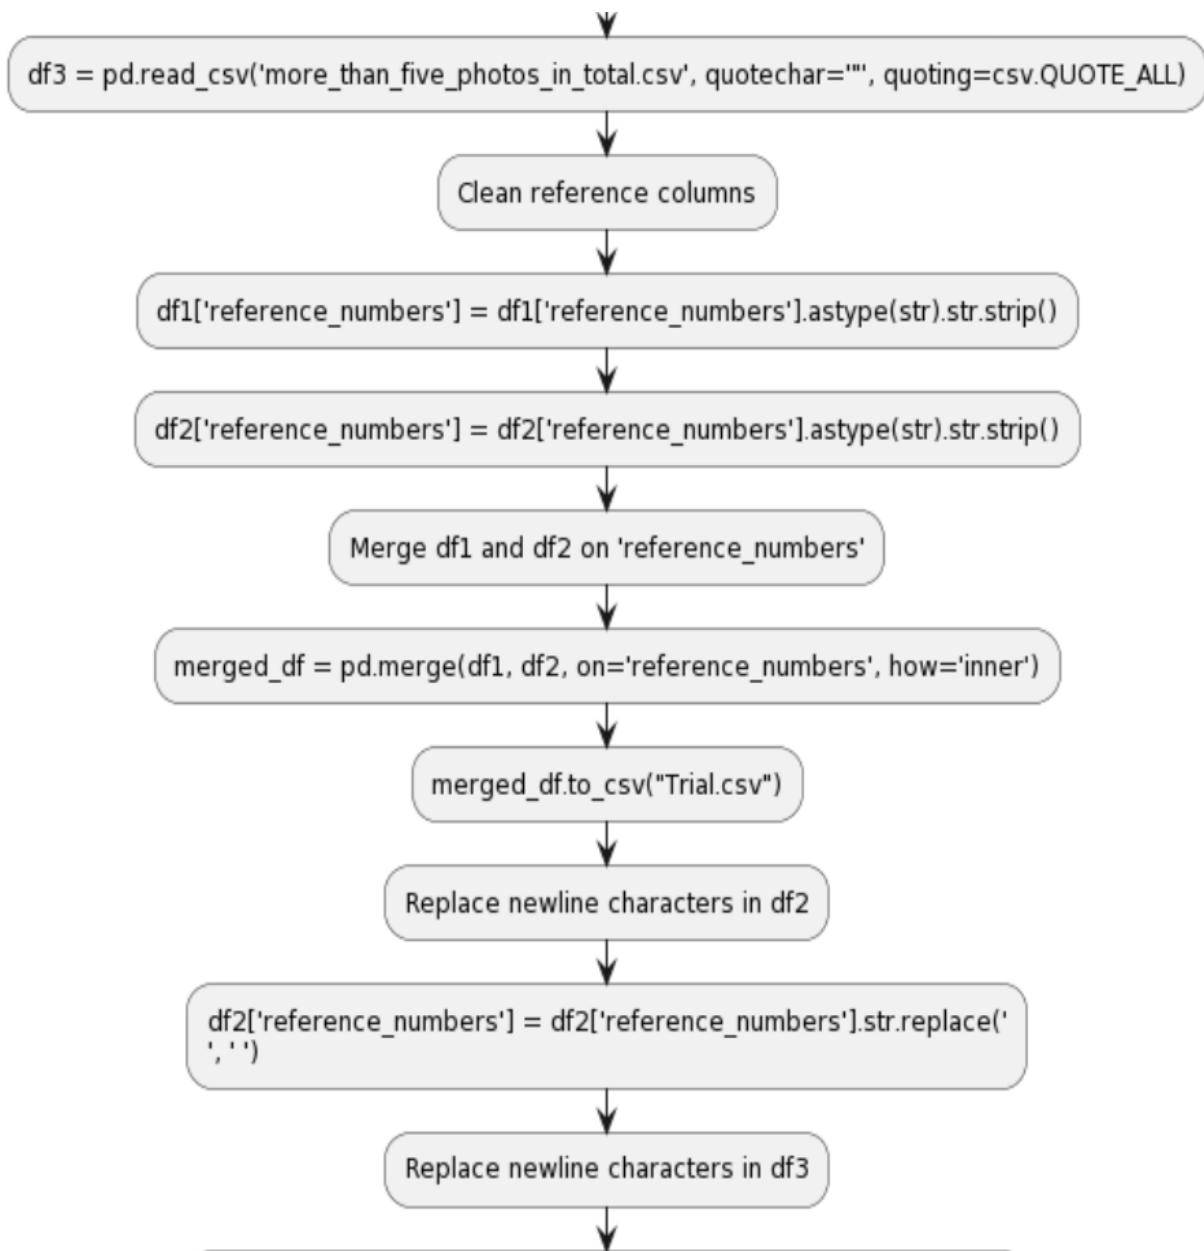 df3 = pd.read_csv('more_than_five_photos_in_total.csv', quotechar='"', quoting=csv.QUOTE_ALL)
Clean reference columns
df1['reference_numbers'] = df1['reference_numbers'].astype(str).str.strip()
df2['reference_numbers'] = df2['reference_numbers'].astype(str).str.strip()
Merge df1 and df2 on 'reference_numbers'
merged_df = pd.merge(df1, df2, on='reference_numbers', how='inner')
merged_df.to_csv("Trial.csv")
Replace newline characters in df2
df2['reference_numbers'] = df2['reference_numbers'].str.replace('
', ' ')
Replace newline characters in df3